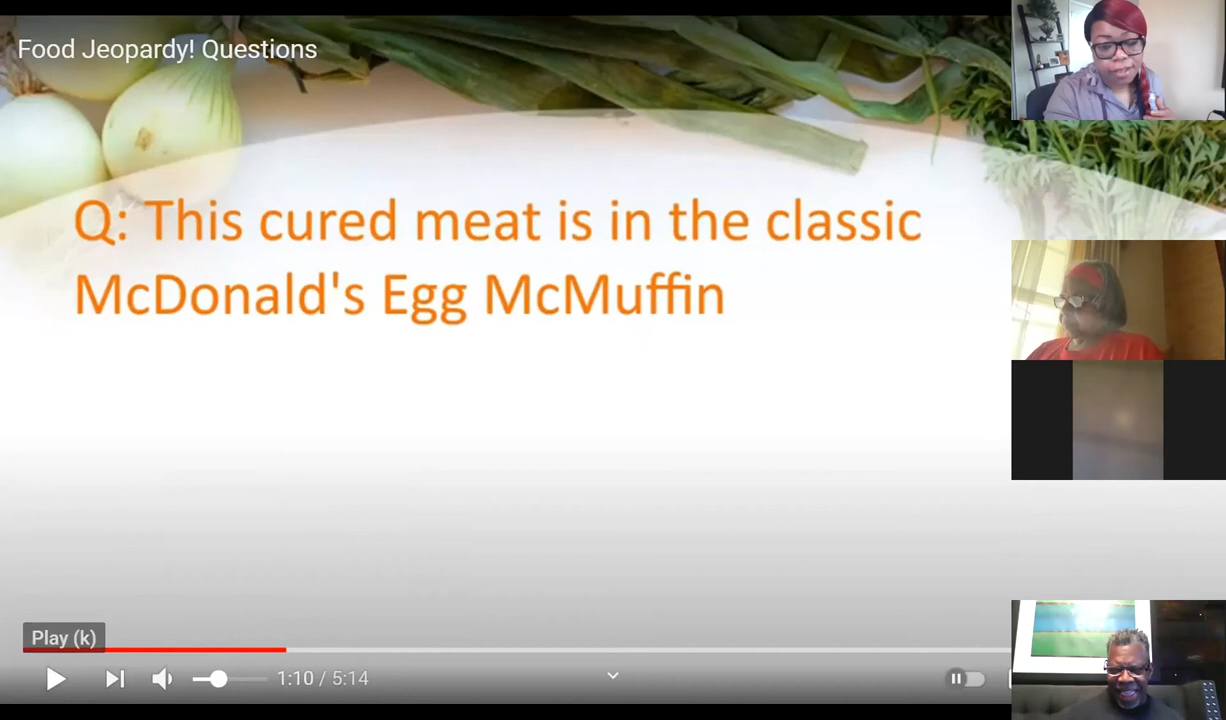 Food Jeopardy! Questions
Q: This cured meat is in the classic
McDonald's Egg McMuffin
Play (k)
1:10 / 5:14